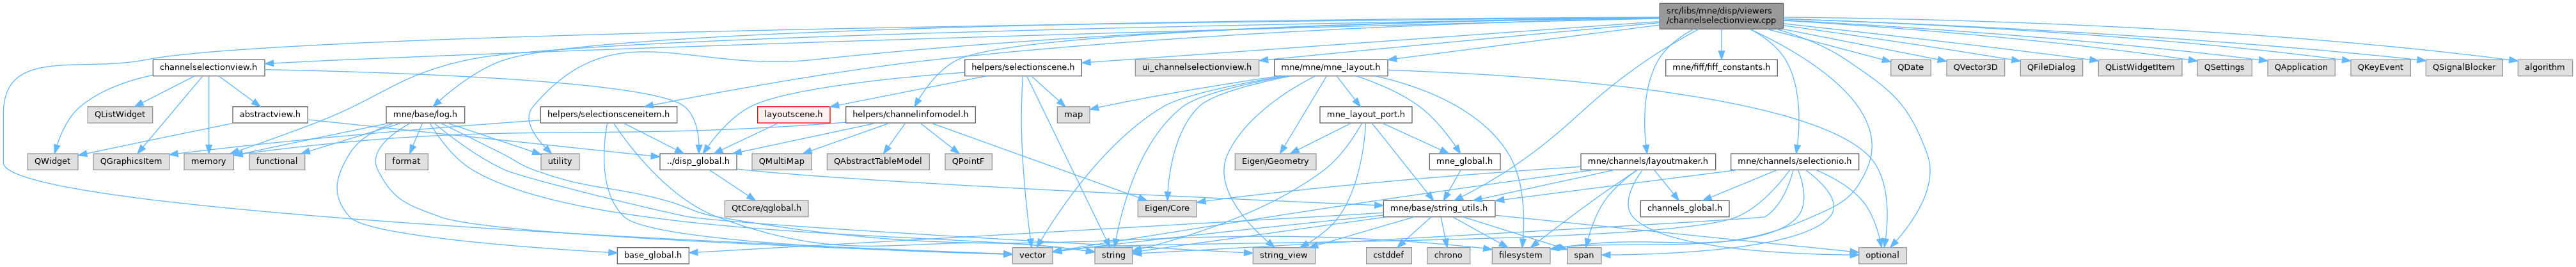 src/libs/mne/disp/viewers
/channelselectionview.cpp
channelselectionview.h
helpers/selectionscene.h
ui_channelselectionview.h
mne/mne/mne_layout.h
mne/fiff/fiff_constants.h
QDate
QVector3D
QFileDialog
QListWidgetItem
QSettings
QApplication
QKeyEvent
QSignalBlocker
algorithm
QListWidget
abstractview.h
mne/base/log.h
helpers/selectionsceneitem.h
layoutscene.h
helpers/channelinfomodel.h
map
mne_layout_port.h
QWidget
QGraphicsItem
memory
functional
format
utility
../disp_global.h
QMultiMap
QAbstractTableModel
QPointF
Eigen/Geometry
mne_global.h
mne/channels/layoutmaker.h
mne/channels/selectionio.h
QtCore/qglobal.h
Eigen/Core
mne/base/string_utils.h
channels_global.h
base_global.h
vector
string
string_view
cstddef
chrono
filesystem
span
optional